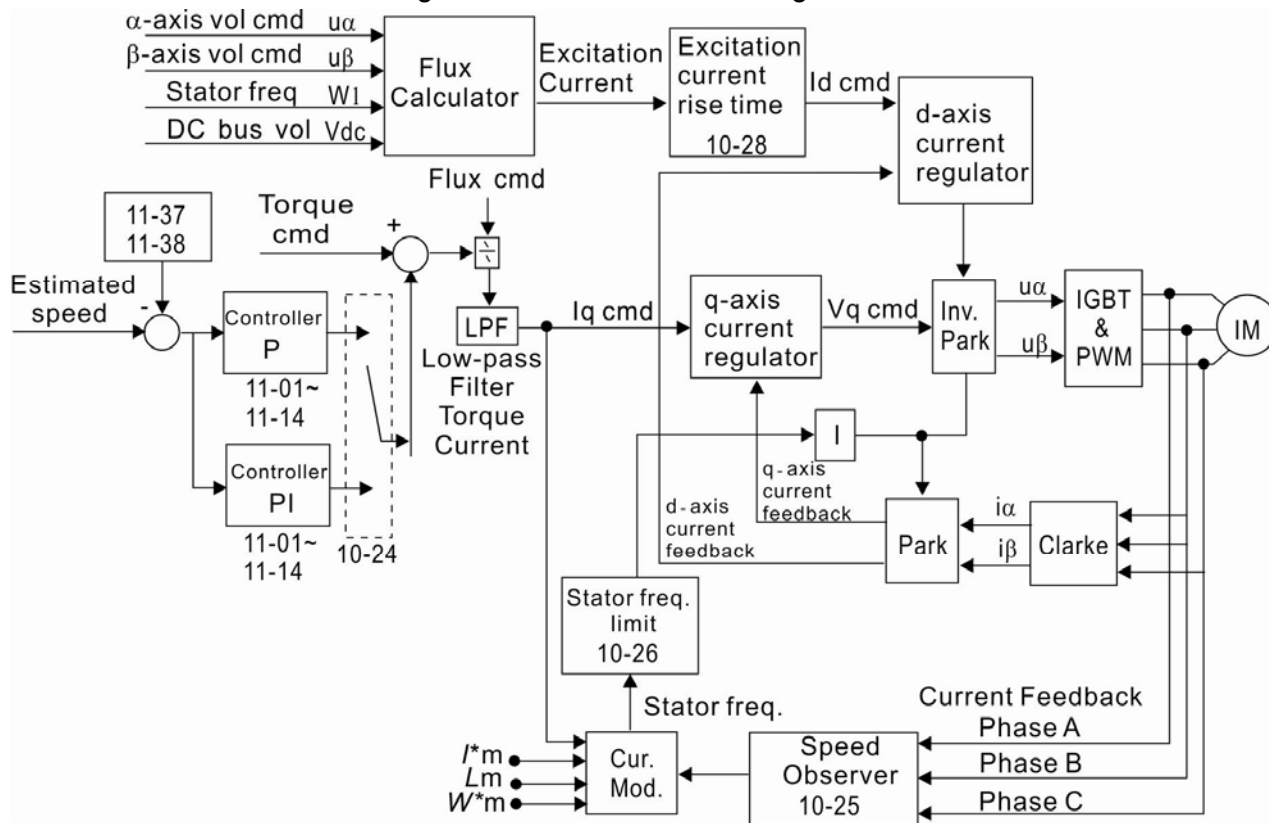 α-axis vol cmd uα
β-axis vol cmd uβ
Stator freq W1
DC bus vol Vdc
Flux
Calculator
Excitation
Current
Excitation
current
rise time
10-28
Id cmd
d-axis
current
regulator
Flux cmd
11-37
11-38
Torque
cmd
+
Estimated
speed
-
Controller
P
11-01~
11-14
Controller
PI
11-01~
11-14
10-24
LPF
Low-pass
Filter
Torque
Current
Iq cmd
q-axis
current
regulator
Vq cmd
Inv.
Park
uα
uβ
IGBT
&
PWM
IM
I
q-axis
current
feedback
d-axis
current
feedback
Park
iα
iβ
Clarke
Stator freq.
limit
10-26
Stator freq.
I*m
Lm
W*m
Cur.
Mod.
Speed
Observer
10-25
Current Feedback
Phase A
Phase B
Phase C